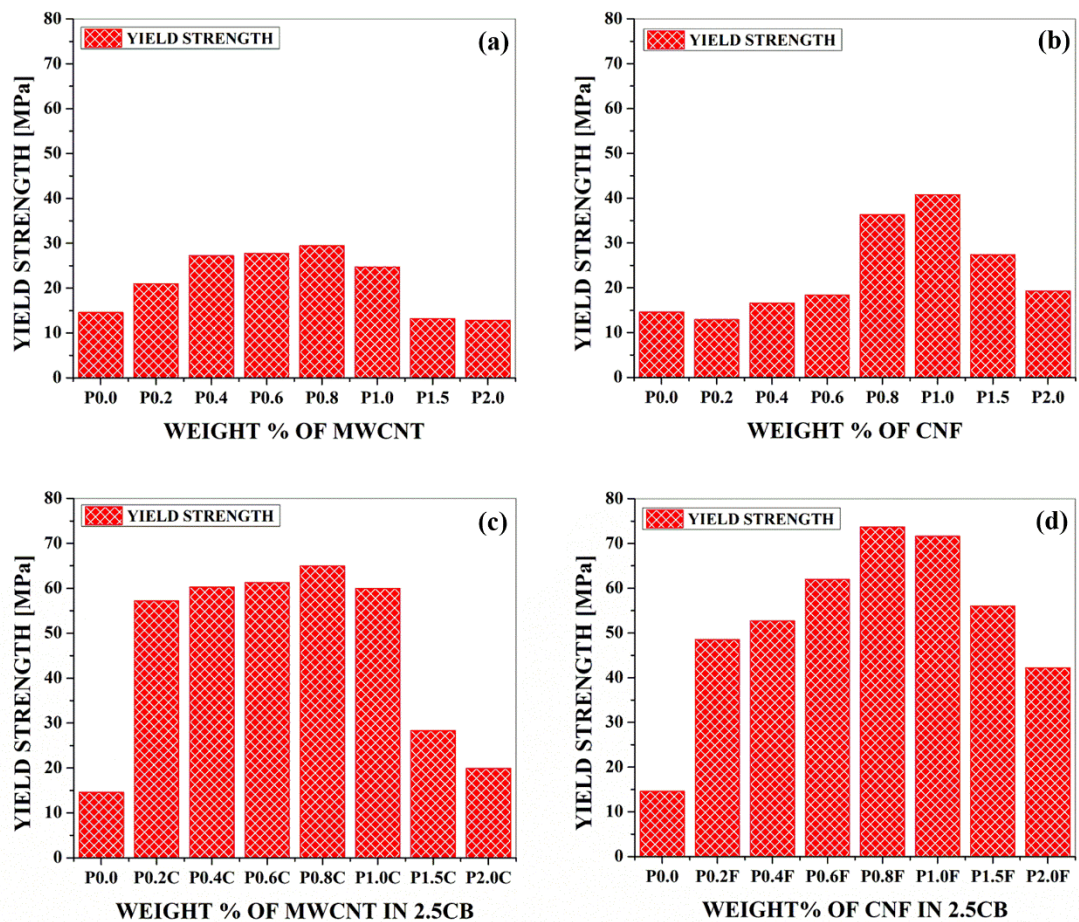 YIELD STRENGTH
(a)
YIELD STRENGTH [MPa]
80
70
60
50
40
30
20
10
0
P0.0 P0.2 P0.4 P0.6 P0.8 P1.0 P1.5 P2.0
WEIGHT % OF MWCNT
YIELD STRENGTH
(b)
YIELD STRENGTH [MPa]
80
70
60
50
40
30
20
10
0
P0.0 P0.2 P0.4 P0.6 P0.8 P1.0 P1.5 P2.0
WEIGHT % OF CNF
YIELD STRENGTH
(c)
YIELD STRENGTH [MPa]
80
70
60
50
40
30
20
10
0
P0.0 P0.2C P0.4C P0.6C P0.8C P1.0C P1.5C P2.0C
WEIGHT % OF MWCNT IN 2.5CB
YIELD STRENGTH
(d)
YIELD STRENGTH [MPa]
80
70
60
50
40
30
20
10
0
P0.0 P0.2F P0.4F P0.6F P0.8F P1.0F P1.5F P2.0F
WEIGHT% OF CNF IN 2.5CB